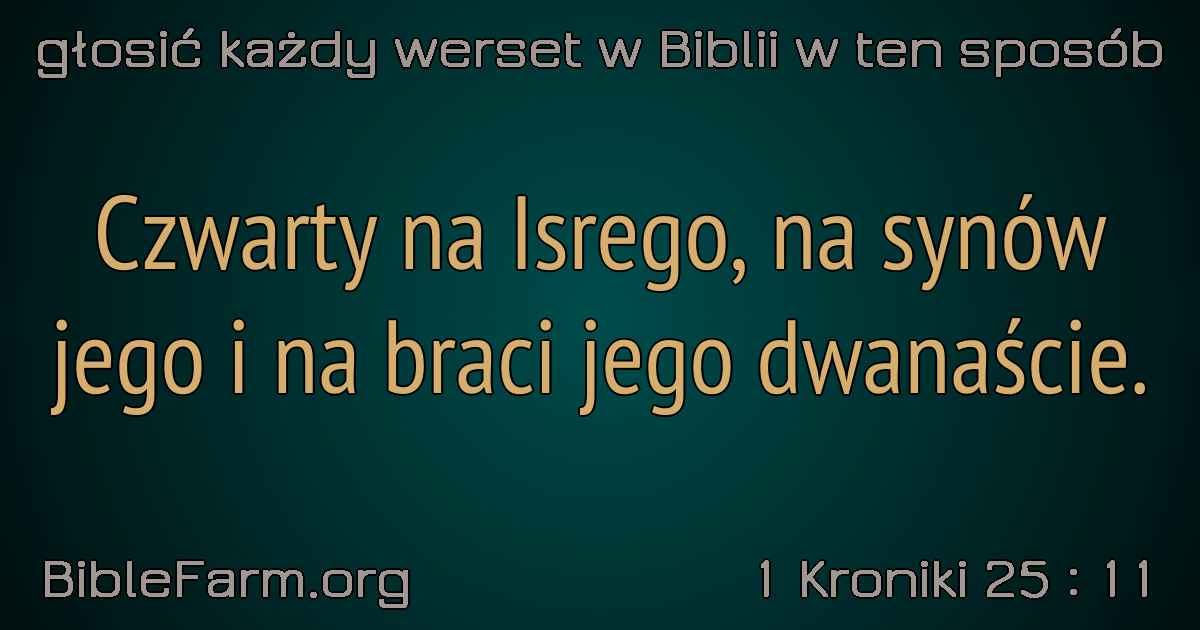 głosić każdy werset w Biblii w ten sposób
Czwarty na Isrego, na synów
jego i na braci jego dwanaście.
BibleFarm.org
1 Kroniki 25 : 11